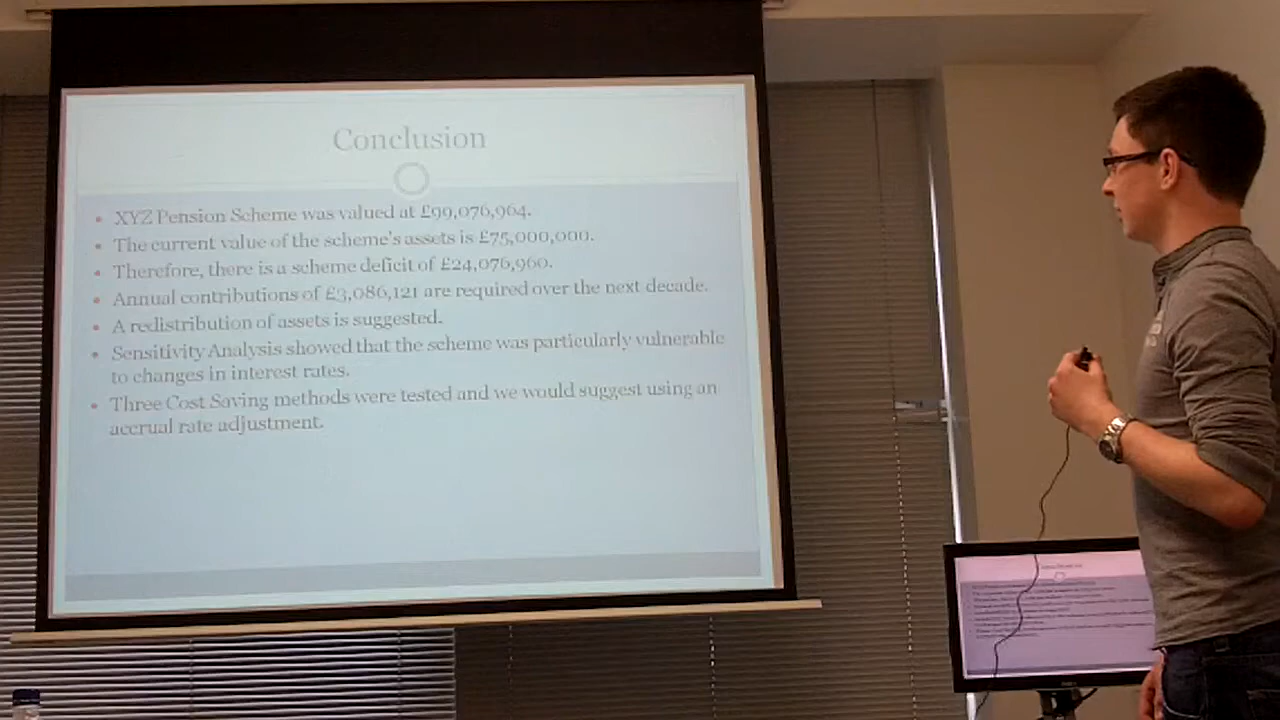 Conclusion
XYZ Pension Scheme was valued at £99,076,964.
The current value of the scheme's assets is £75,000,000.
Therefore, there is a scheme deficit of £24,076,960.
Annual contributions of £3,086,121 are required over the next decade.
A redistribution of assets is suggested.
Sensitivity Analysis showed that the scheme was particularly vulnerable
to changes in interest rates.
Three Cost Saving methods were tested and we would suggest using an
accrual rate adjustment.